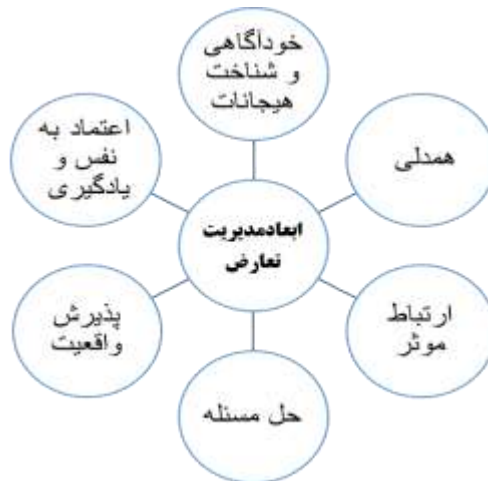 خودآگاهی
و شناخت
هیجانات
همدلی
ارتباط
موثر
حل مسئله
پذیرش
واقعیت
اعتماد به
نفس و
یادگیری
ابعادمدیریت
تعارض